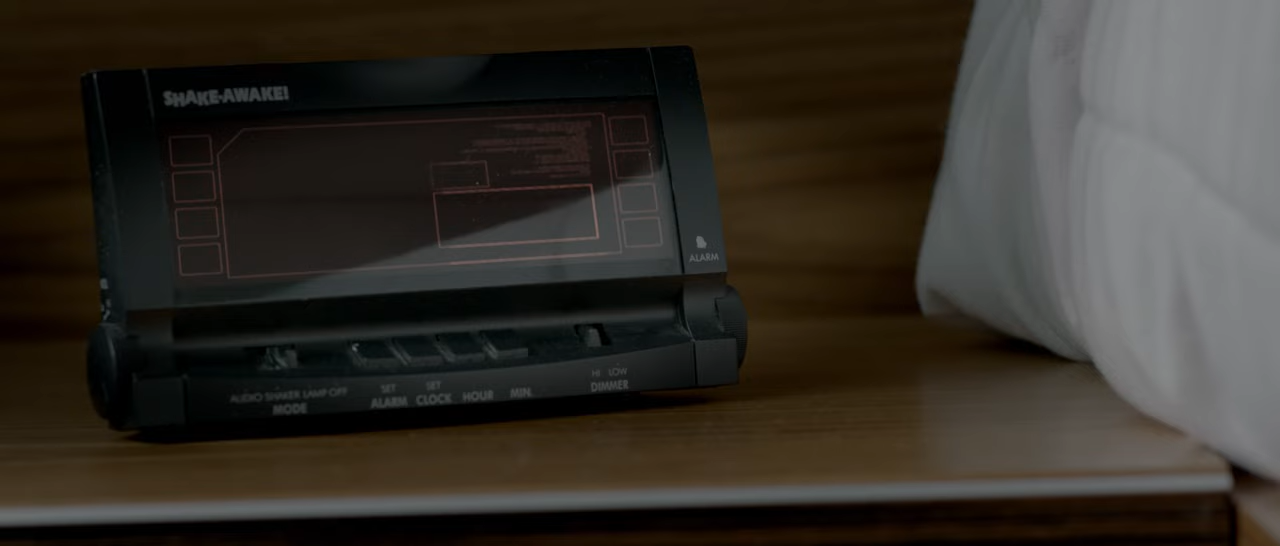 SHAKE-AWAKE!
ALARM
AUDIO SHAKER LAMP OFF
MODE
SET
ALARM
SET
CLOCK
HOUR
MIN.
HI LOW
DIMMER